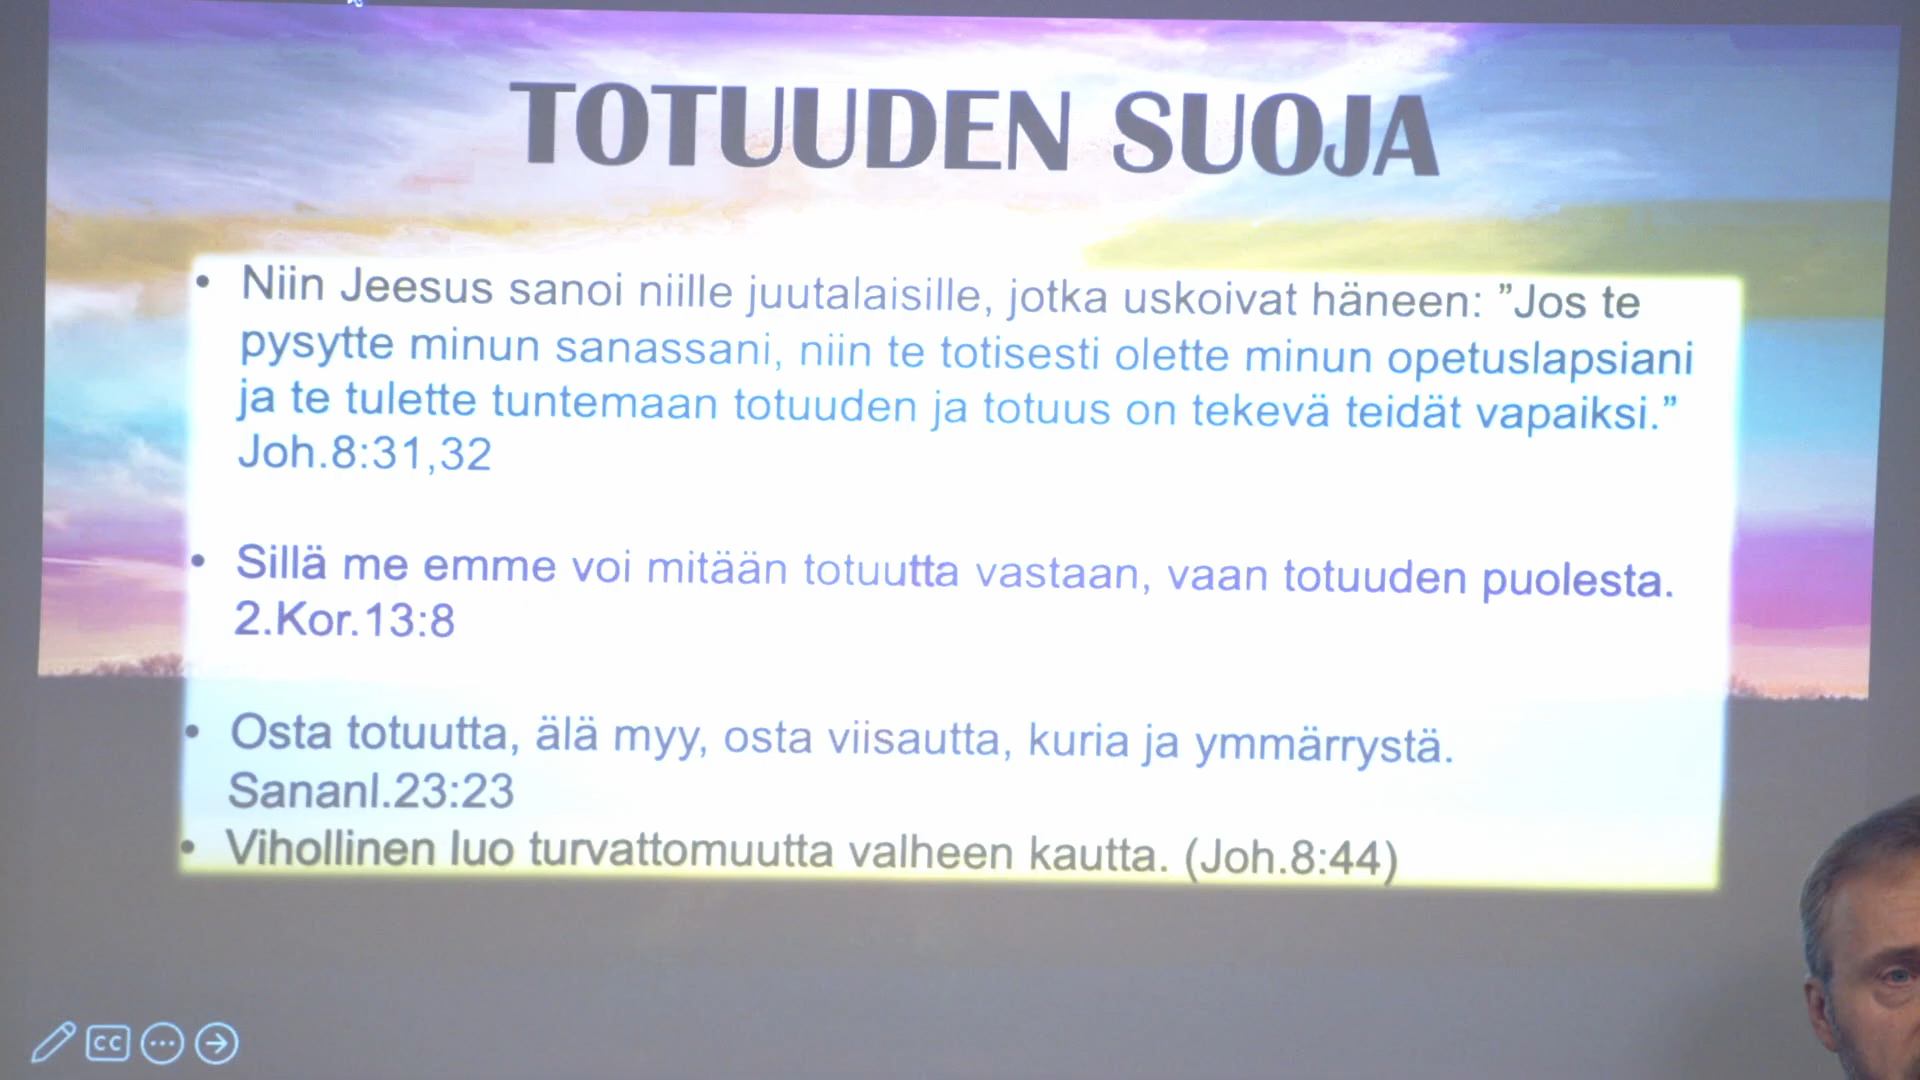 TOTUUDEN SUOJA
• Niin Jeesus sanoi niille juutalaisille, jotka uskoivat häneen: ”Jos te
pysytte minun sanassani, niin te totisesti olette minun opetuslapsiani
ja te tulette tuntemaan totuuden ja totuus on tekevä teidät vapaiksi.”
Joh.8:31,32
• Sillä me emme voi mitään totuutta vastaan, vaan totuuden puolesta.
2.Kor.13:8
• Osta totuutta, älä myy, osta viisautta, kuria ja ymmärrystä.
Sananl.23:23
• Vihollinen luo turvattomuutta valheen kautta. (Joh.8:44)
CC